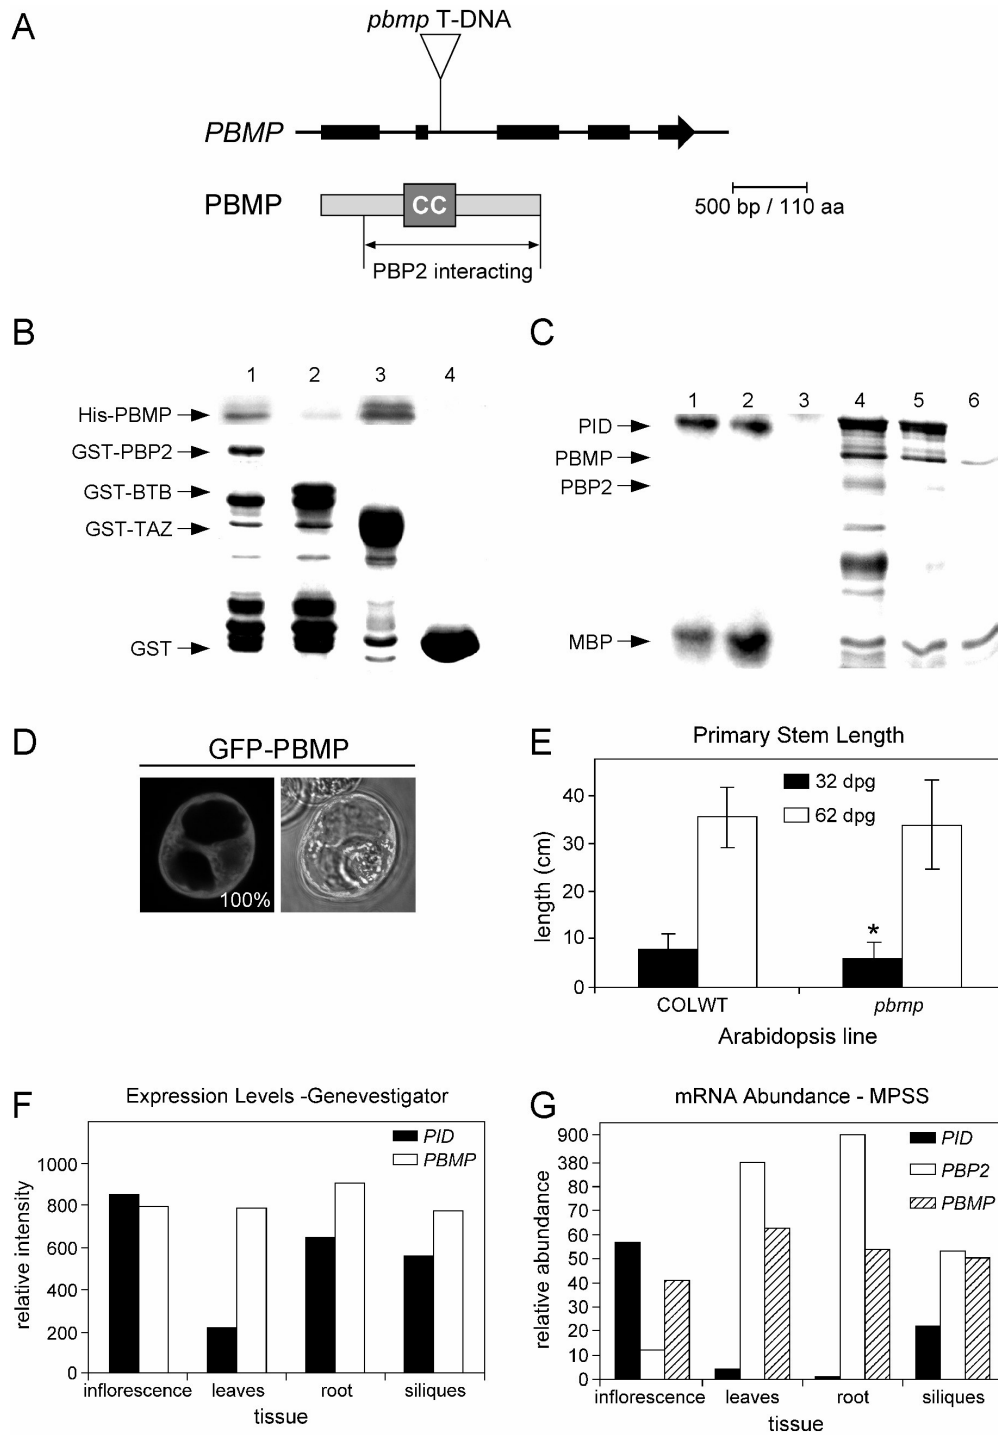 A
pbmp T-DNA
PBMP
PBMP
CC
500 bp / 110 aa
PBP2 interacting
B
1 2 3 4
His-PBMP
GST-PBP2
GST-BTB
GST-TAZ
GST
C
1 2 3 4 5 6
PID
PBMP
PBP2
MBP
D
GFP-PBMP
100%
E
Primary Stem Length
32 dpg
62 dpg
length (cm)
40
30
20
10
0
*
COLWT pbmp
Arabidopsis line
F
Expression Levels -Genevestigator
PID
PBMP
relative intensity
1000
800
600
400
200
0
inflorescence leaves root siliques
tissue
G
mRNA Abundance - MPSS
PID
PBP2
PBMP
relative abundance
900
380
80
70
60
50
40
30
20
10
0
inflorescence leaves root siliques
tissue